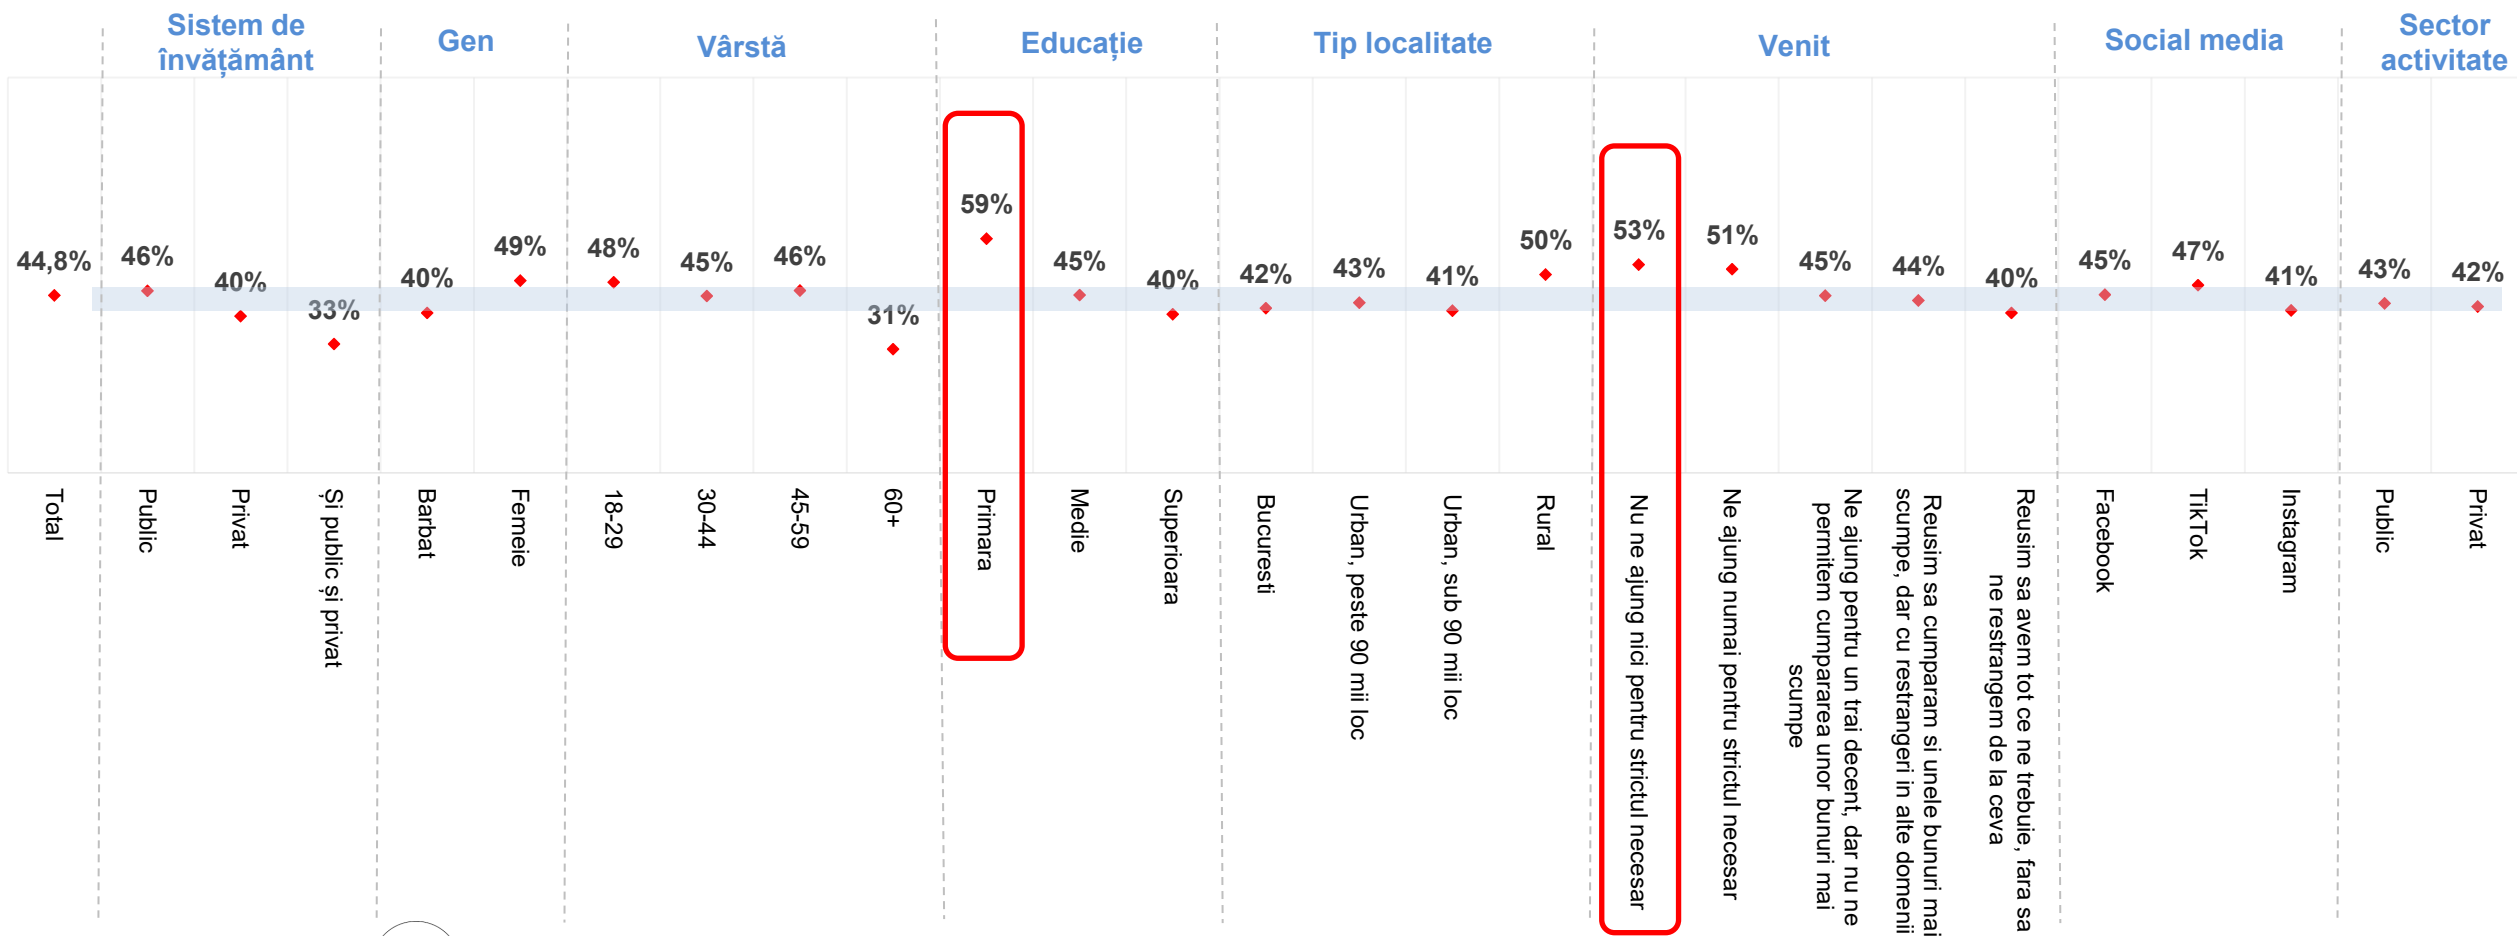 Sistem de
învățământ
Gen
Vârstă
Educație
Tip localitate
Venit
Social media
Sector
activitate
44,8%
46%
40%
33%
40%
49%
48%
45%
46%
31%
59%
45%
40%
42%
43%
41%
50%
53%
51%
45%
44%
40%
45%
47%
41%
43%
42%
Total
Public
Privat
Și public și privat
Barbat
Femeie
18-29
30-44
45-59
60+
Primara
Medie
Superioara
Bucuresti
Urban, peste 90 mii loc
Urban, sub 90 mii loc
Rural
Nu ne ajung nici pentru strictul necesar
Ne ajung numai pentru strictul necesar
Ne ajung pentru un trai decent, dar nu ne
permitem cumpararea unor bunuri mai
scumpe
Reusim sa cumparam si unele bunuri mai
scumpe, dar cu restrangeri in alte domenii
Reusim sa avem tot ce ne trebuie, fara sa
ne restrangem de la ceva
Facebook
TikTok
Instagram
Public
Privat